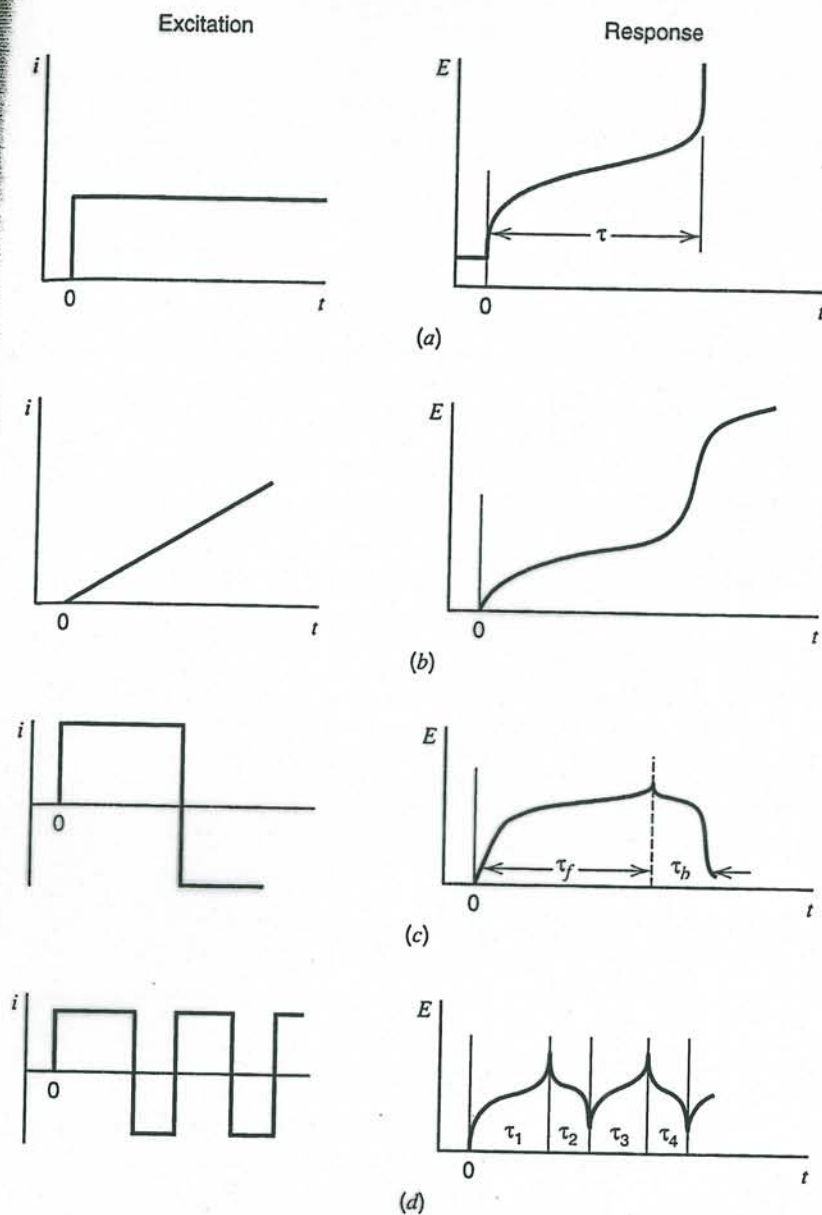 Excitation
Response
i
E
τ
0
t
0
t
(a)
i
E
0
t
0
t
(b)
i
E
0
τf
τb
0
t
(c)
i
E
0
τ1 τ2 τ3 τ4
0
t
(d)